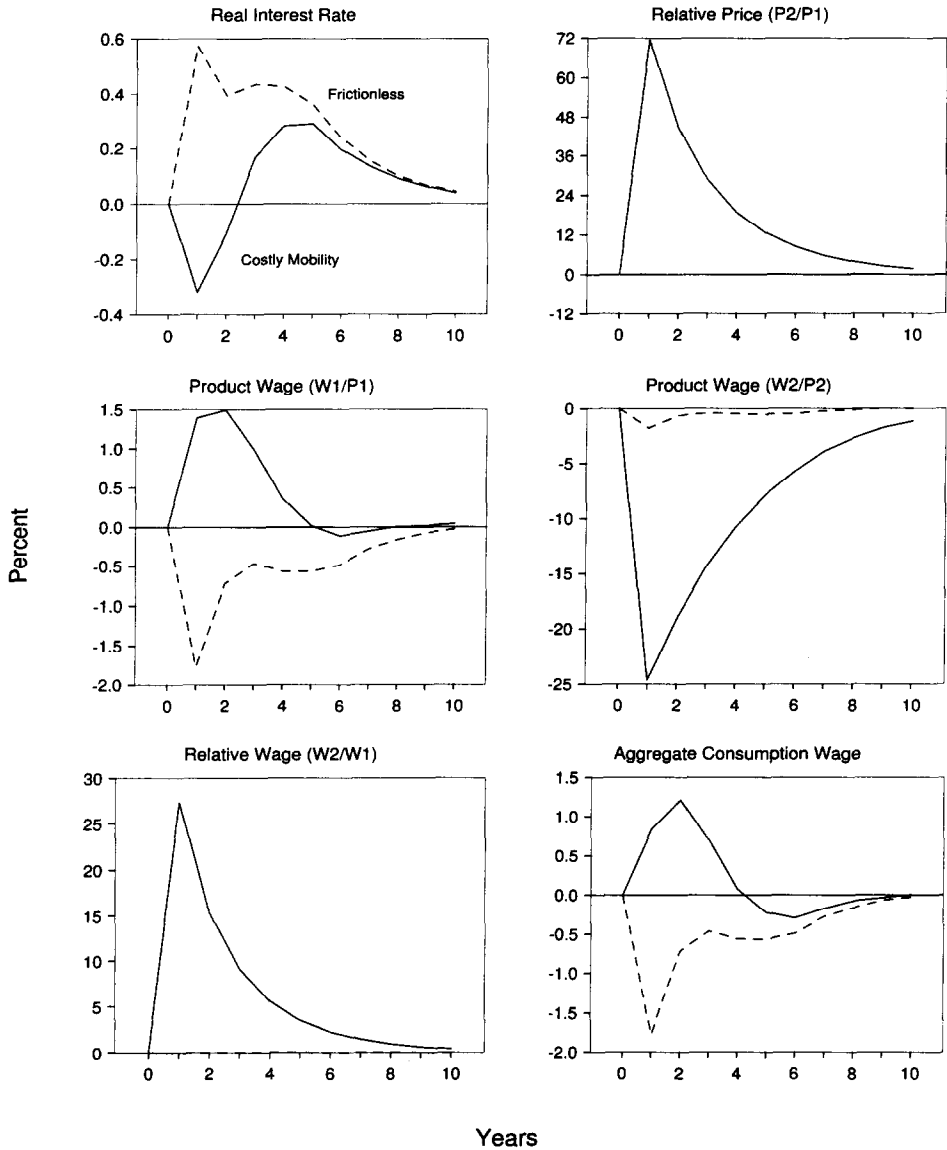 Real Interest Rate
0.6
0.4
0.2
0.0
-0.2
-0.4
Frictionless
Costly Mobility
0 2 4 6 8 10
Relative Price (P2/P1)
72
60
48
36
24
12
0
-12
0 2 4 6 8 10
Product Wage (W1/P1)
1.5
1.0
0.5
0.0
-0.5
-1.0
-1.5
-2.0
0 2 4 6 8 10
Product Wage (W2/P2)
0
-5
-10
-15
-20
-25
0 2 4 6 8 10
Percent
Relative Wage (W2/W1)
30
25
20
15
10
5
0
0 2 4 6 8 10
Aggregate Consumption Wage
1.5
1.0
0.5
0.0
-0.5
-1.0
-1.5
-2.0
0 2 4 6 8 10
Years